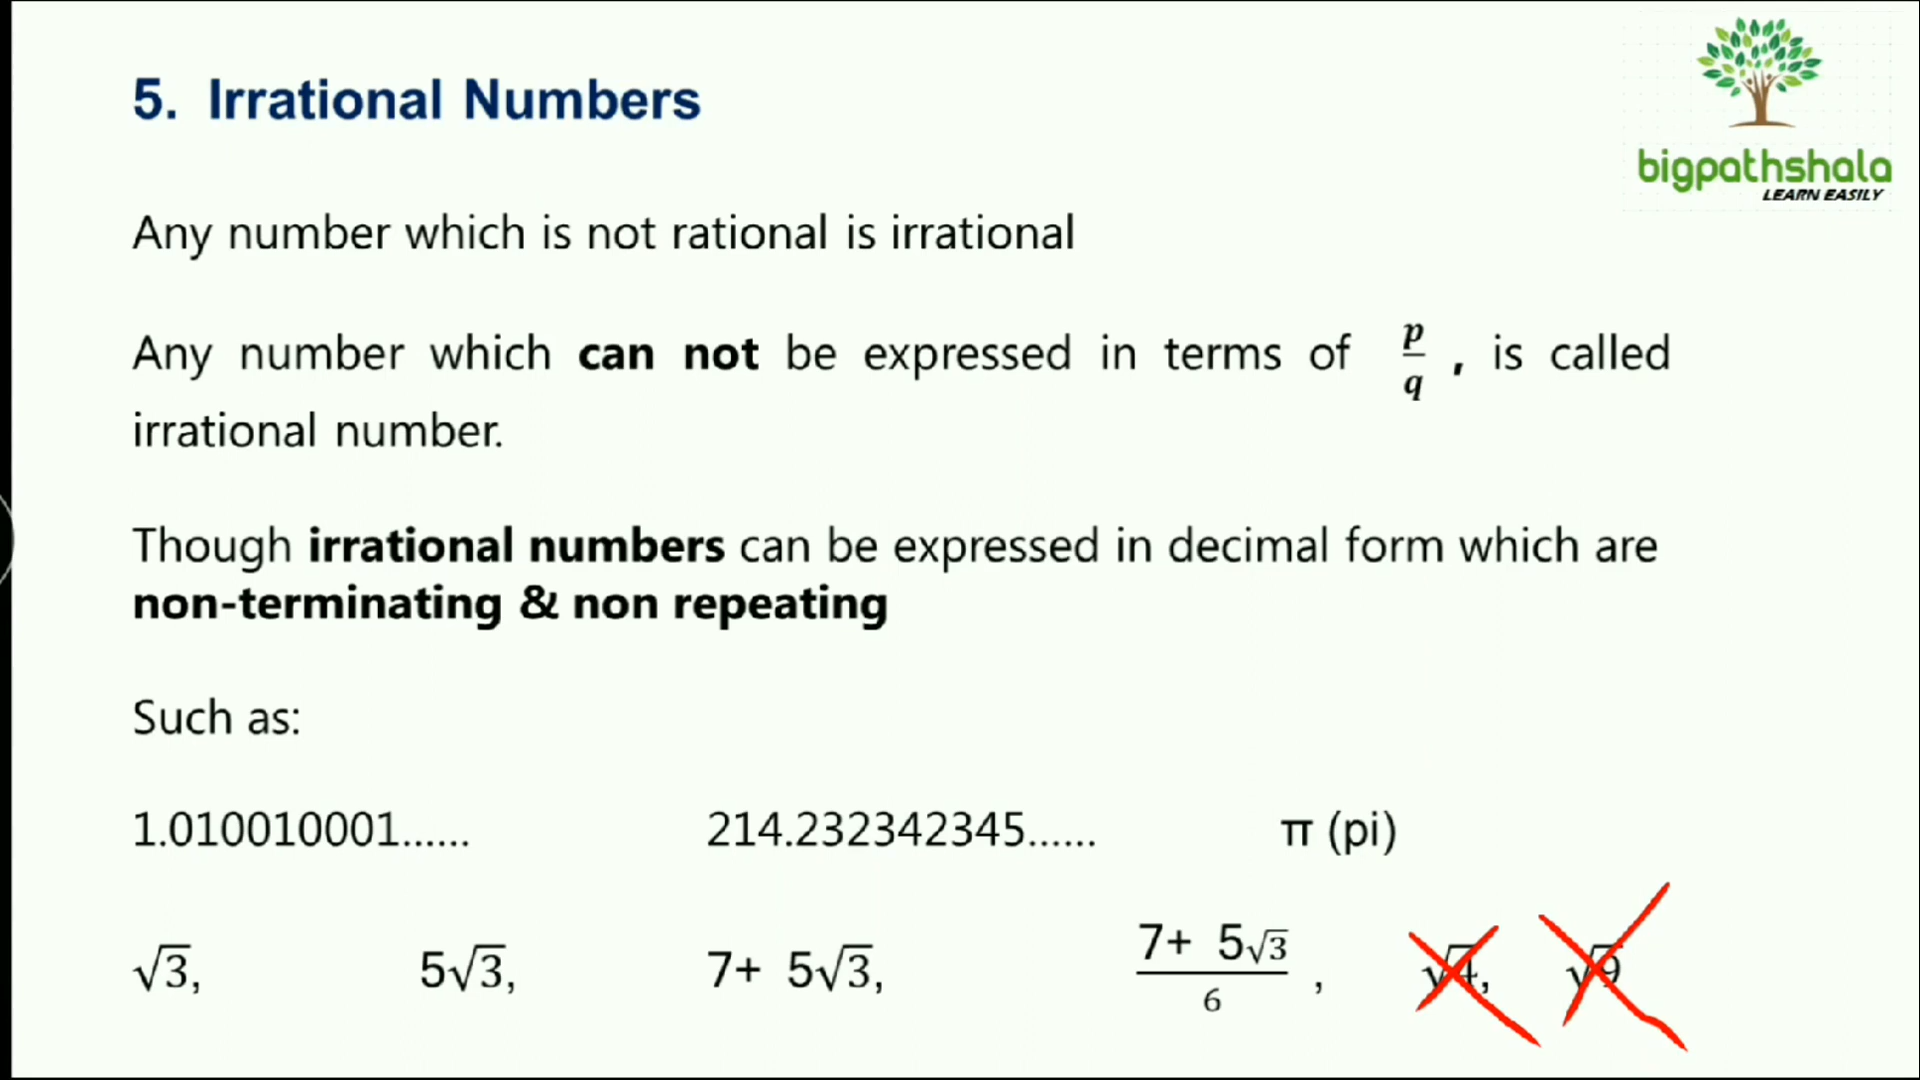 5. Irrational Numbers
bigpathshala
LEARN EASILY
Any number which is not rational is irrational
Any number which can not be expressed in terms of p/q , is called
irrational number.
Though irrational numbers can be expressed in decimal form which are
non-terminating & non repeating
Such as:
1.010010001...... 214.232342345...... π (pi)
√3, 5√3, 7+ 5√3, 7+ 5√3/6 , √4, √9